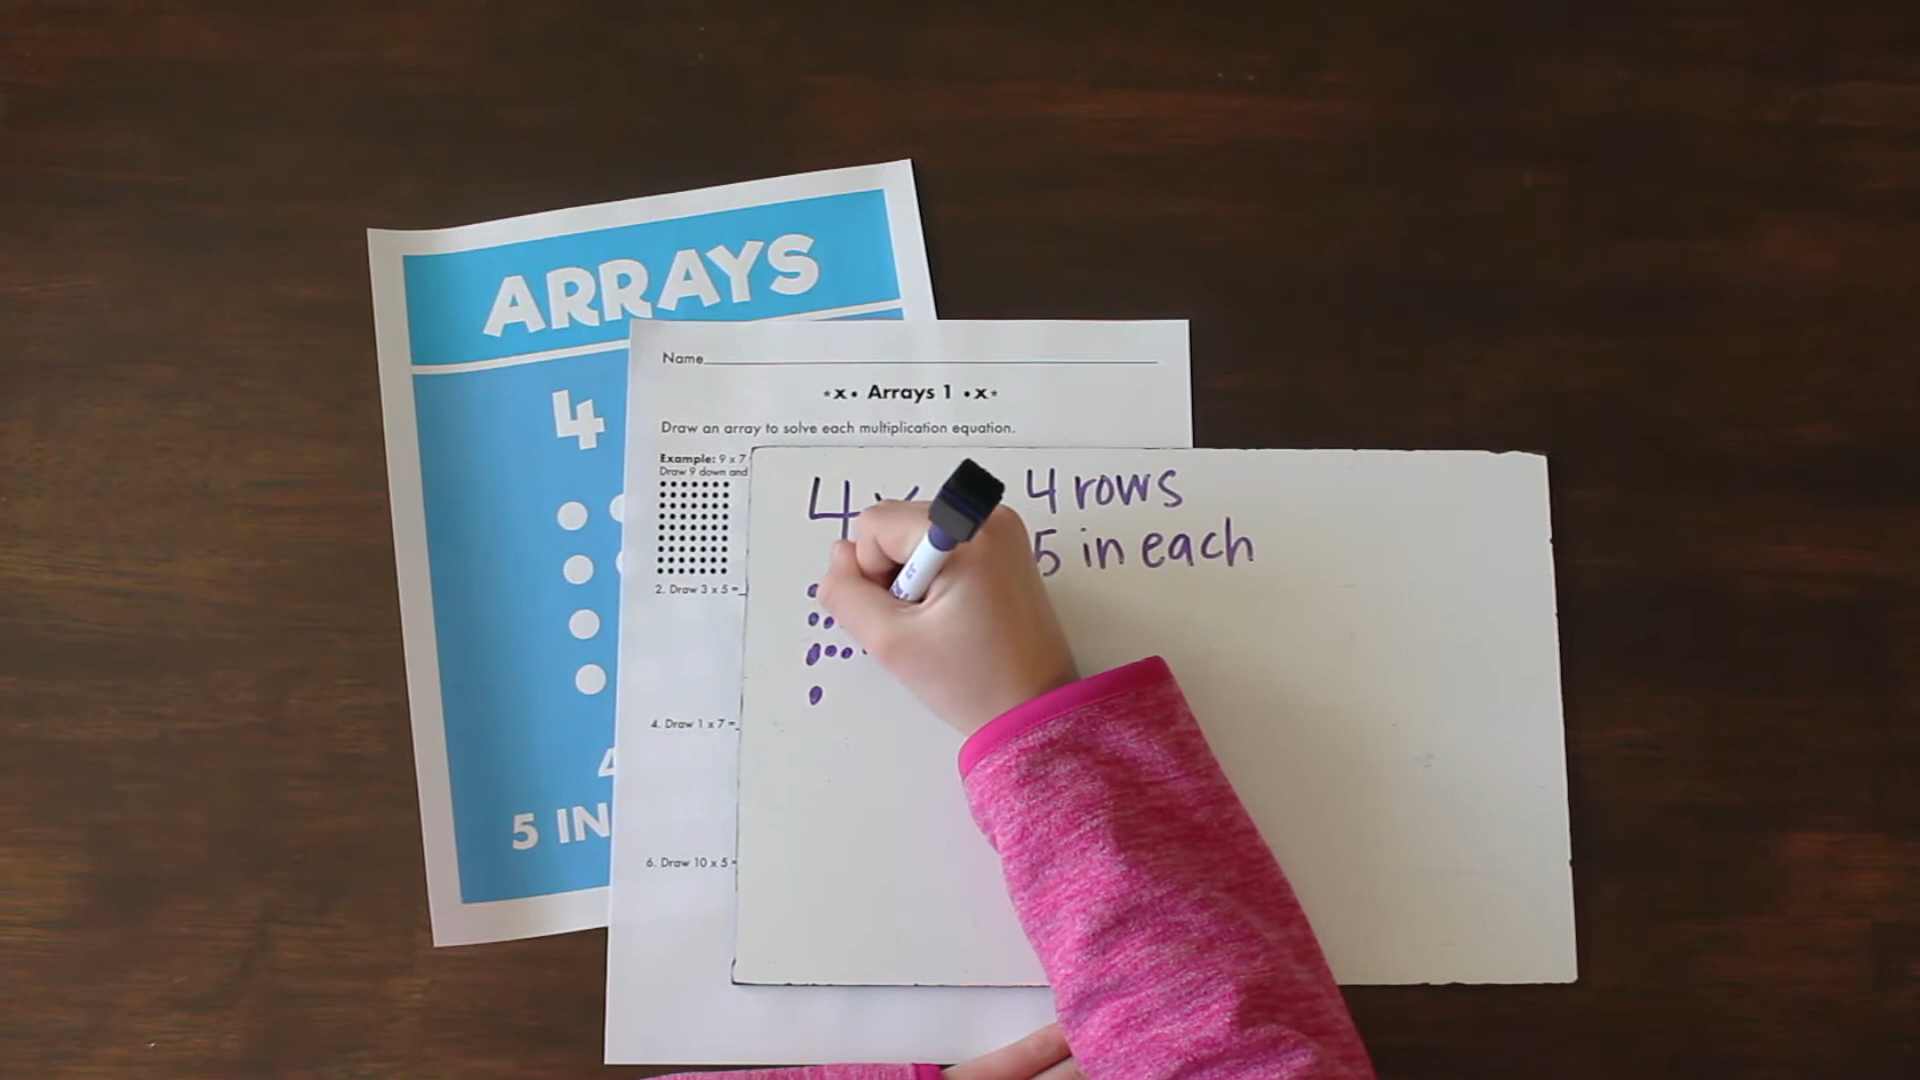 ARRAYS
4
5 IN
Name
x Arrays 1 x
Draw an array to solve each multiplication equation.
Example: 9 x 7
Draw 9 down and
2. Draw 3 x 5 =
4. Draw 1 x 7 =
6. Draw 10 x 5 =
4 x
4 rows
5 in each